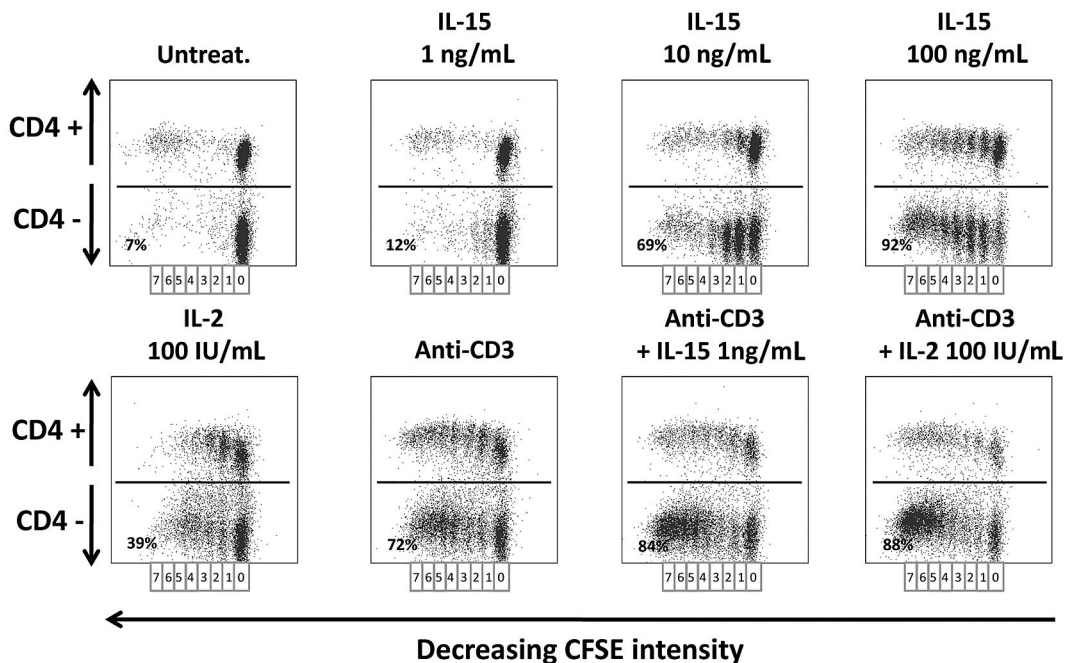 Untreat.
IL-15
1 ng/mL
IL-15
10 ng/mL
IL-15
100 ng/mL
CD4 +
CD4 -
7%
12%
69%
92%
7 6 5 4 3 2 1 0
7 6 5 4 3 2 1 0
7 6 5 4 3 2 1 0
7 6 5 4 3 2 1 0
IL-2
100 IU/mL
Anti-CD3
Anti-CD3
+ IL-15 1ng/mL
Anti-CD3
+ IL-2 100 IU/mL
CD4 +
CD4 -
39%
72%
84%
88%
7 6 5 4 3 2 1 0
7 6 5 4 3 2 1 0
7 6 5 4 3 2 1 0
7 6 5 4 3 2 1 0
Decreasing CFSE intensity